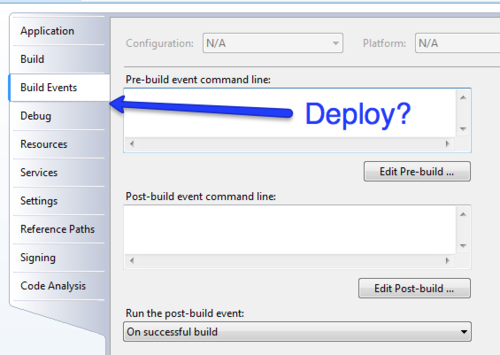 Application
Build
Build Events
Debug
Resources
Services
Settings
Reference Paths
Signing
Code Analysis
Configuration: N/A Platform: N/A
Pre-build event command line:
Deploy?
Edit Pre-build ...
Post-build event command line:
Edit Post-build ...
Run the post-build event:
On successful build